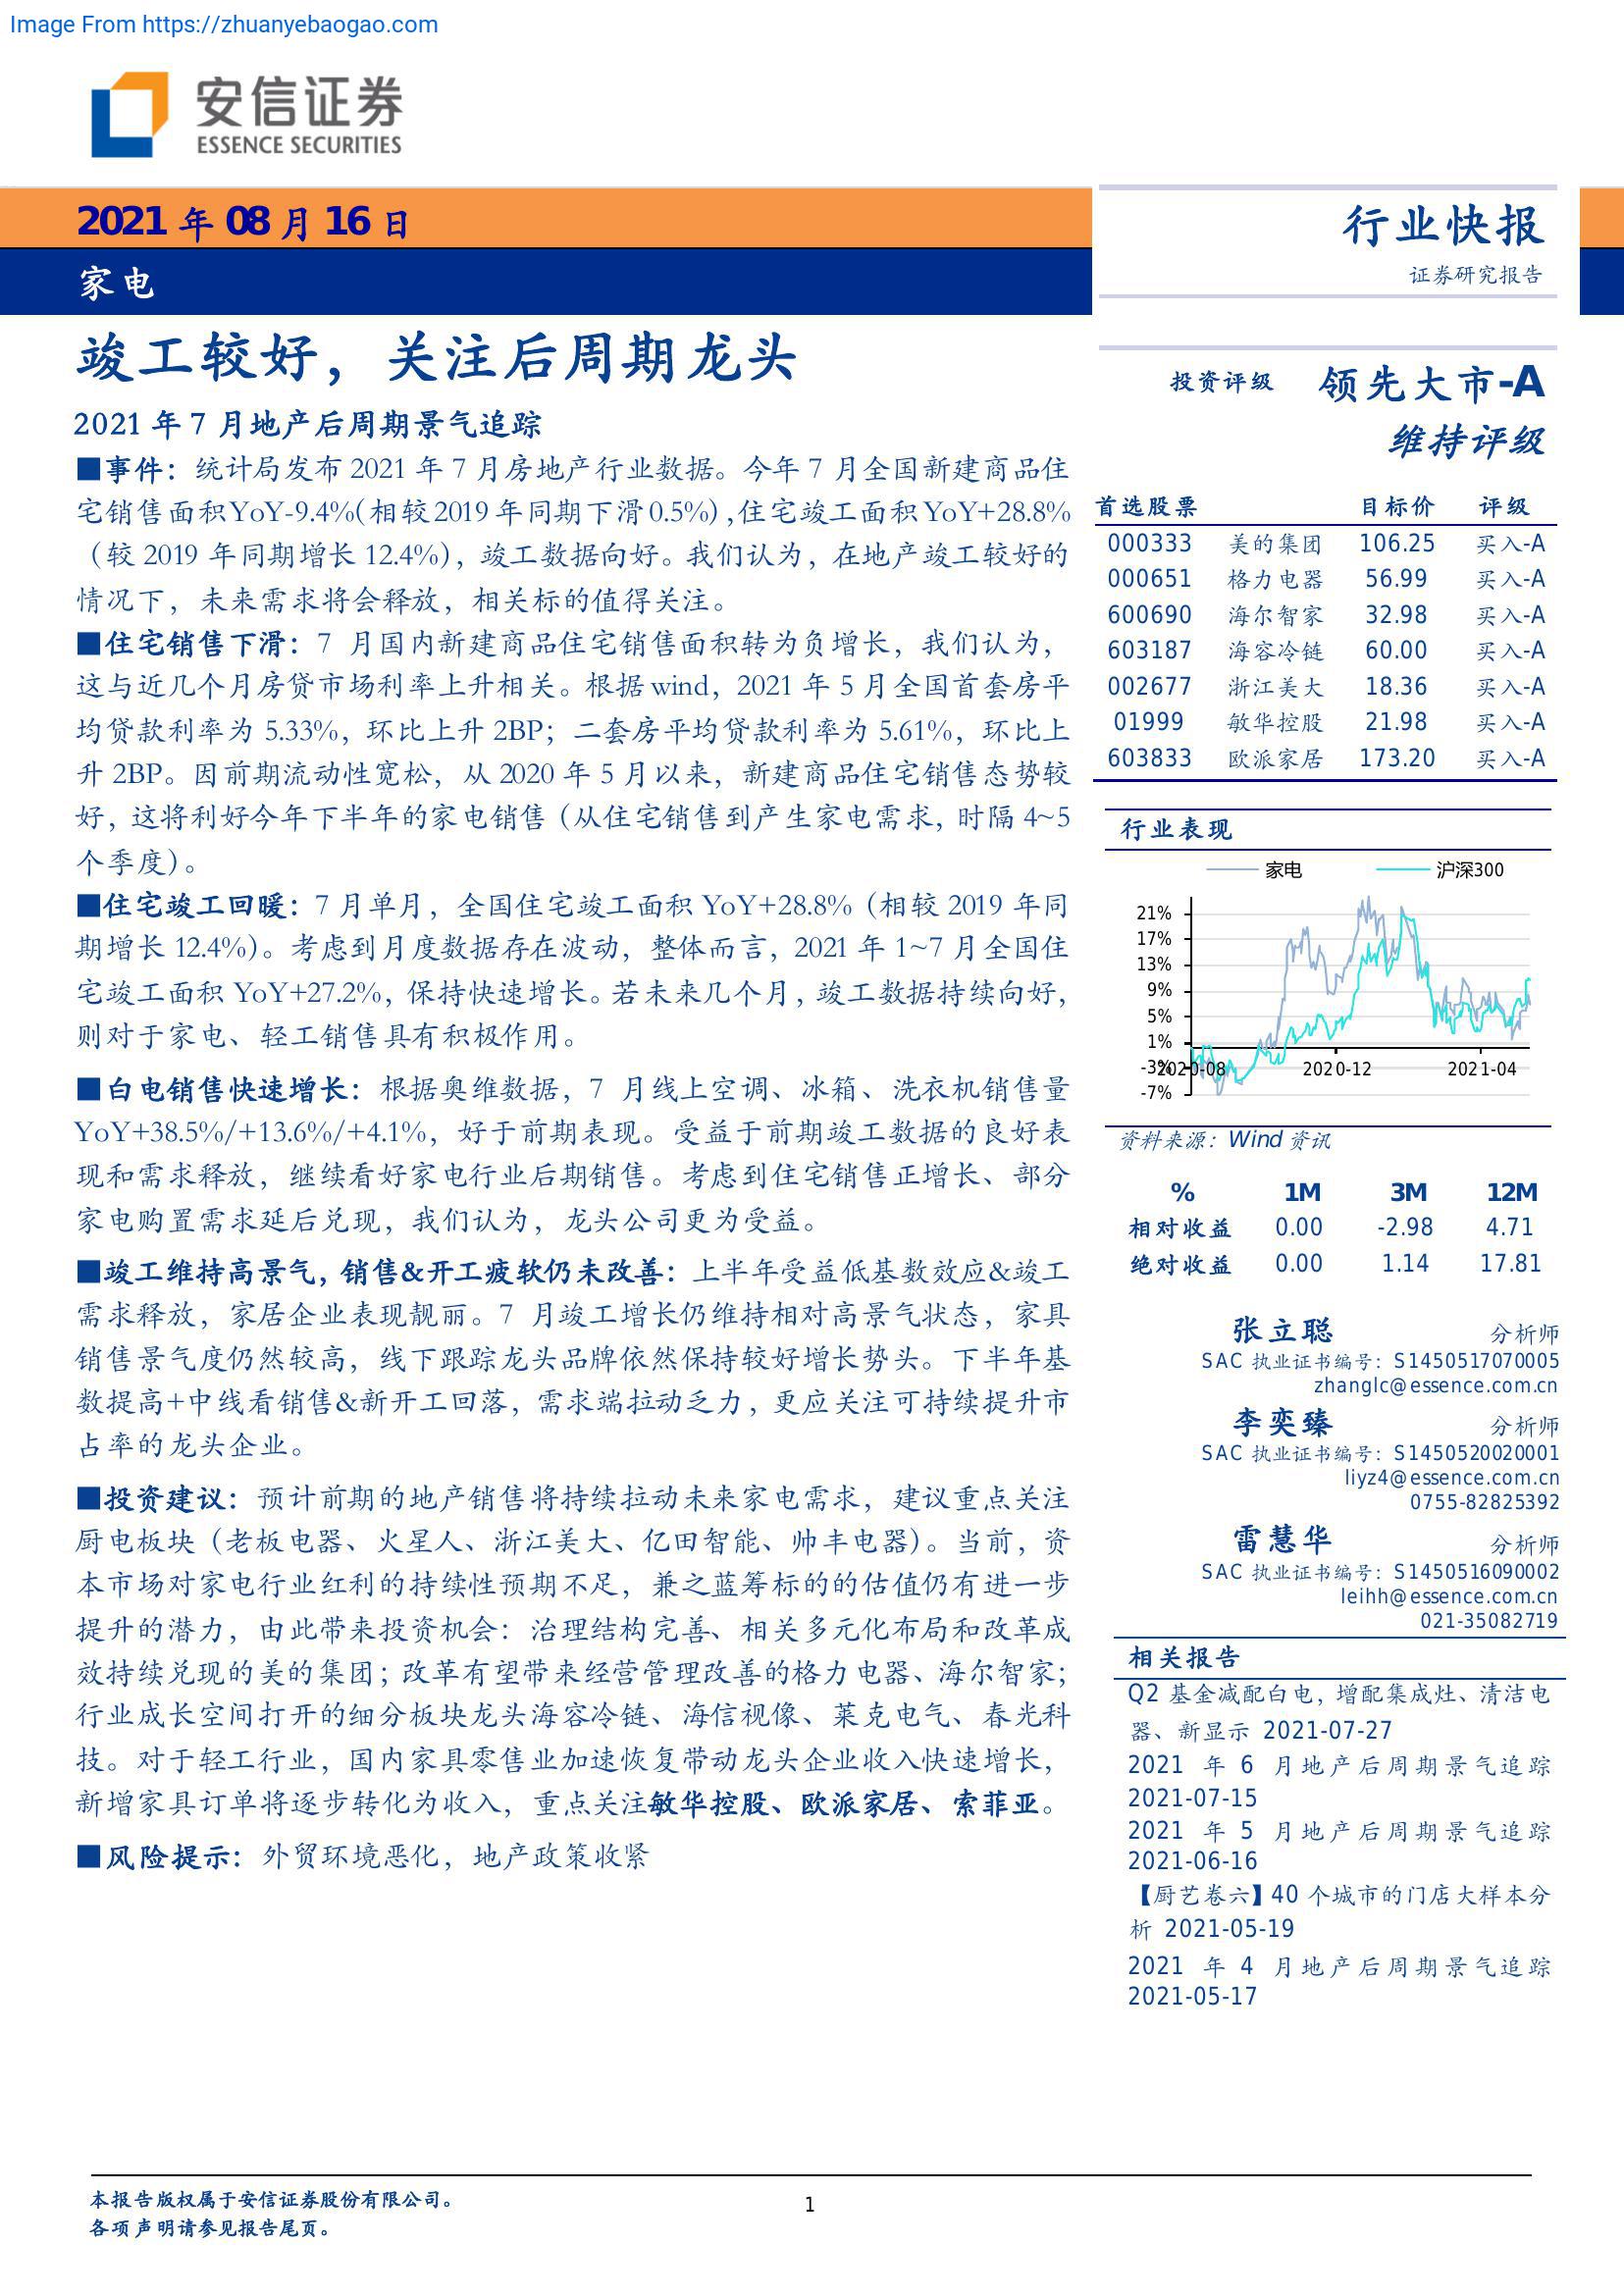 Image From https://zhuanyebaogao.com
安信证券
ESSENCE SECURITIES
2021 年 08 月 16 日
家电
行业快报
证券研究报告
竣工较好，关注后周期龙头
2021 年 7 月地产后周期景气追踪
■事件：统计局发布 2021 年 7 月房地产行业数据。今年 7 月全国新建商品住
宅销售面积YoY-9.4%(相较2019 年同期下滑 0.5%) ,住宅竣工面积 YoY+28.8%
（较 2019 年同期增长 12.4%），竣工数据向好。我们认为，在地产竣工较好的
情况下，未来需求将会释放，相关标的值得关注。
■住宅销售下滑：7 月国内新建商品住宅销售面积转为负增长，我们认为，
这与近几个月房贷市场利率上升相关。根据 wind，2021 年 5 月全国首套房平
均贷款利率为 5.33%，环比上升 2BP；二套房平均贷款利率为 5.61%，环比上
升 2BP。因前期流动性宽松，从 2020 年 5 月以来，新建商品住宅销售态势较
好，这将利好今年下半年的家电销售（从住宅销售到产生家电需求，时隔 4~5
个季度）。
■住宅竣工回暖：7 月单月，全国住宅竣工面积 YoY+28.8%（相较 2019 年同
期增长 12.4%）。考虑到月度数据存在波动，整体而言，2021 年 1~7 月全国住
宅竣工面积 YoY+27.2%，保持快速增长。若未来几个月，竣工数据持续向好，
则对于家电、轻工销售具有积极作用。
■白电销售快速增长：根据奥维数据，7 月线上空调、冰箱、洗衣机销售量
YoY+38.5%/+13.6%/+4.1%，好于前期表现。受益于前期竣工数据的良好表
现和需求释放，继续看好家电行业后期销售。考虑到住宅销售正增长、部分
家电购置需求延后兑现，我们认为，龙头公司更为受益。
■竣工维持高景气，销售&开工疲软仍未改善：上半年受益低基数效应&竣工
需求释放，家居企业表现靓丽。7 月竣工增长仍维持相对高景气状态，家具
销售景气度仍然较高，线下跟踪龙头品牌依然保持较好增长势头。下半年基
数提高+中线看销售&新开工回落，需求端拉动乏力，更应关注可持续提升市
占率的龙头企业。
■投资建议：预计前期的地产销售将持续拉动未来家电需求，建议重点关注
厨电板块（老板电器、火星人、浙江美大、亿田智能、帅丰电器）。当前，资
本市场对家电行业红利的持续性预期不足，兼之蓝筹标的的估值仍有进一步
提升的潜力，由此带来投资机会：治理结构完善、相关多元化布局和改革成
效持续兑现的美的集团；改革有望带来经营管理改善的格力电器、海尔智家；
行业成长空间打开的细分板块龙头海容冷链、海信视像、莱克电气、春光科
技。对于轻工行业，国内家具零售业加速恢复带动龙头企业收入快速增长，
新增家具订单将逐步转化为收入，重点关注敏华控股、欧派家居、索菲亚。
■风险提示：外贸环境恶化，地产政策收紧
投资评级 领先大市-A
维持评级
首选股票 目标价 评级
000333 美的集团 106.25 买入-A
000651 格力电器 56.99 买入-A
600690 海尔智家 32.98 买入-A
603187 海容冷链 60.00 买入-A
002677 浙江美大 18.36 买入-A
01999 敏华控股 21.98 买入-A
603833 欧派家居 173.20 买入-A
行业表现
家电 沪深300
21%
17%
13%
9%
5%
1%
-3%
-7%
2020-08 2020-12 2021-04
资料来源：Wind 资讯
% 1M 3M 12M
相对收益 0.00 -2.98 4.71
绝对收益 0.00 1.14 17.81
张立聪 分析师
SAC 执业证书编号：S1450517070005
zhanglc@essence.com.cn
李奕臻 分析师
SAC 执业证书编号：S1450520020001
liyz4@essence.com.cn
0755-82825392
雷慧华 分析师
SAC 执业证书编号：S1450516090002
leihh@essence.com.cn
021-35082719
相关报告
Q2 基金减配白电，增配集成灶、清洁电
器、新显示 2021-07-27
2021 年 6 月地产后周期景气追踪
2021-07-15
2021 年 5 月地产后周期景气追踪
2021-06-16
【厨艺卷六】40 个城市的门店大样本分
析 2021-05-19
2021 年 4 月地产后周期景气追踪
2021-05-17
本报告版权属于安信证券股份有限公司。
各项声明请参见报告尾页。
1